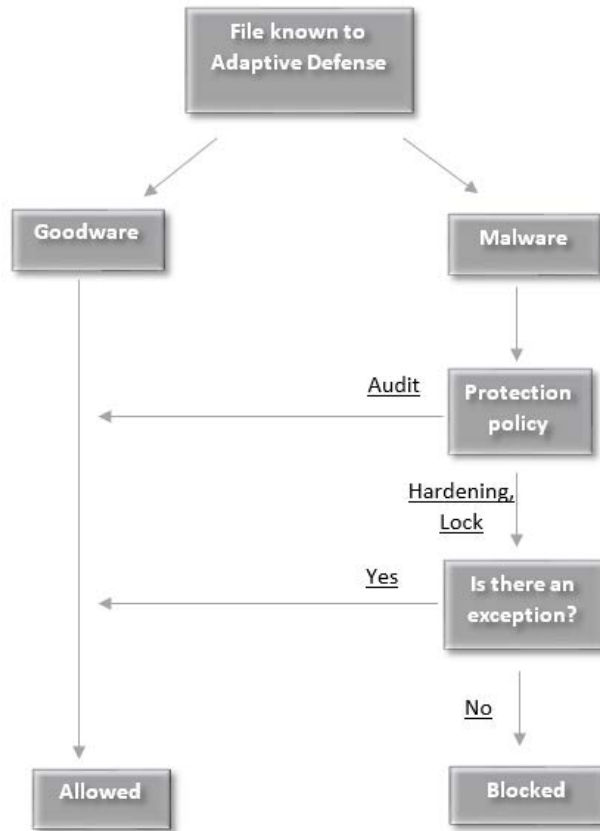 File known to
Adaptive Defense
Goodware
Malware
Audit
Protection
policy
Hardening,
Lock
Yes
Is there an
exception?
No
Allowed
Blocked